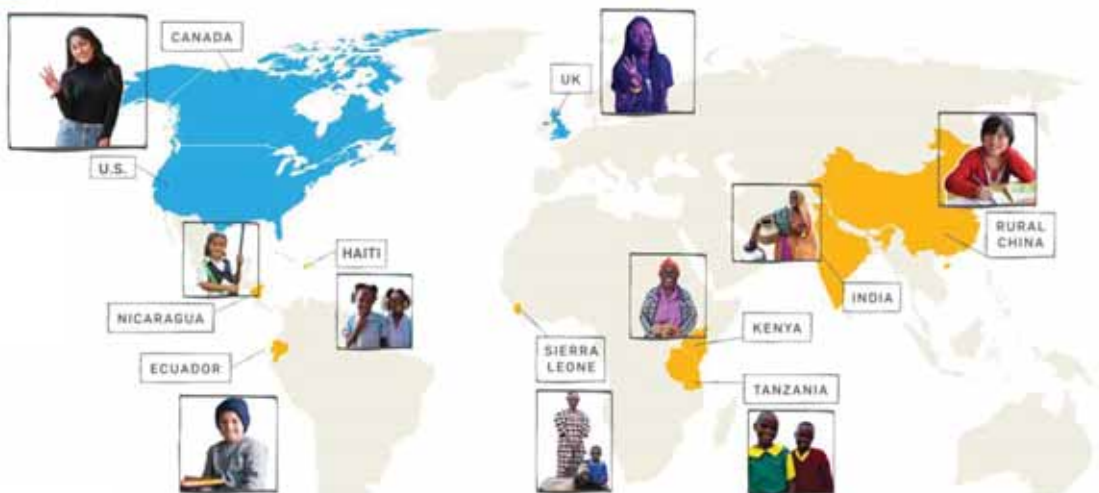 CANADA
UK
U.S.
RURAL
CHINA
HAITI
INDIA
NICARAGUA
KENYA
SIERRA
LEONE
ECUADOR
TANZANIA